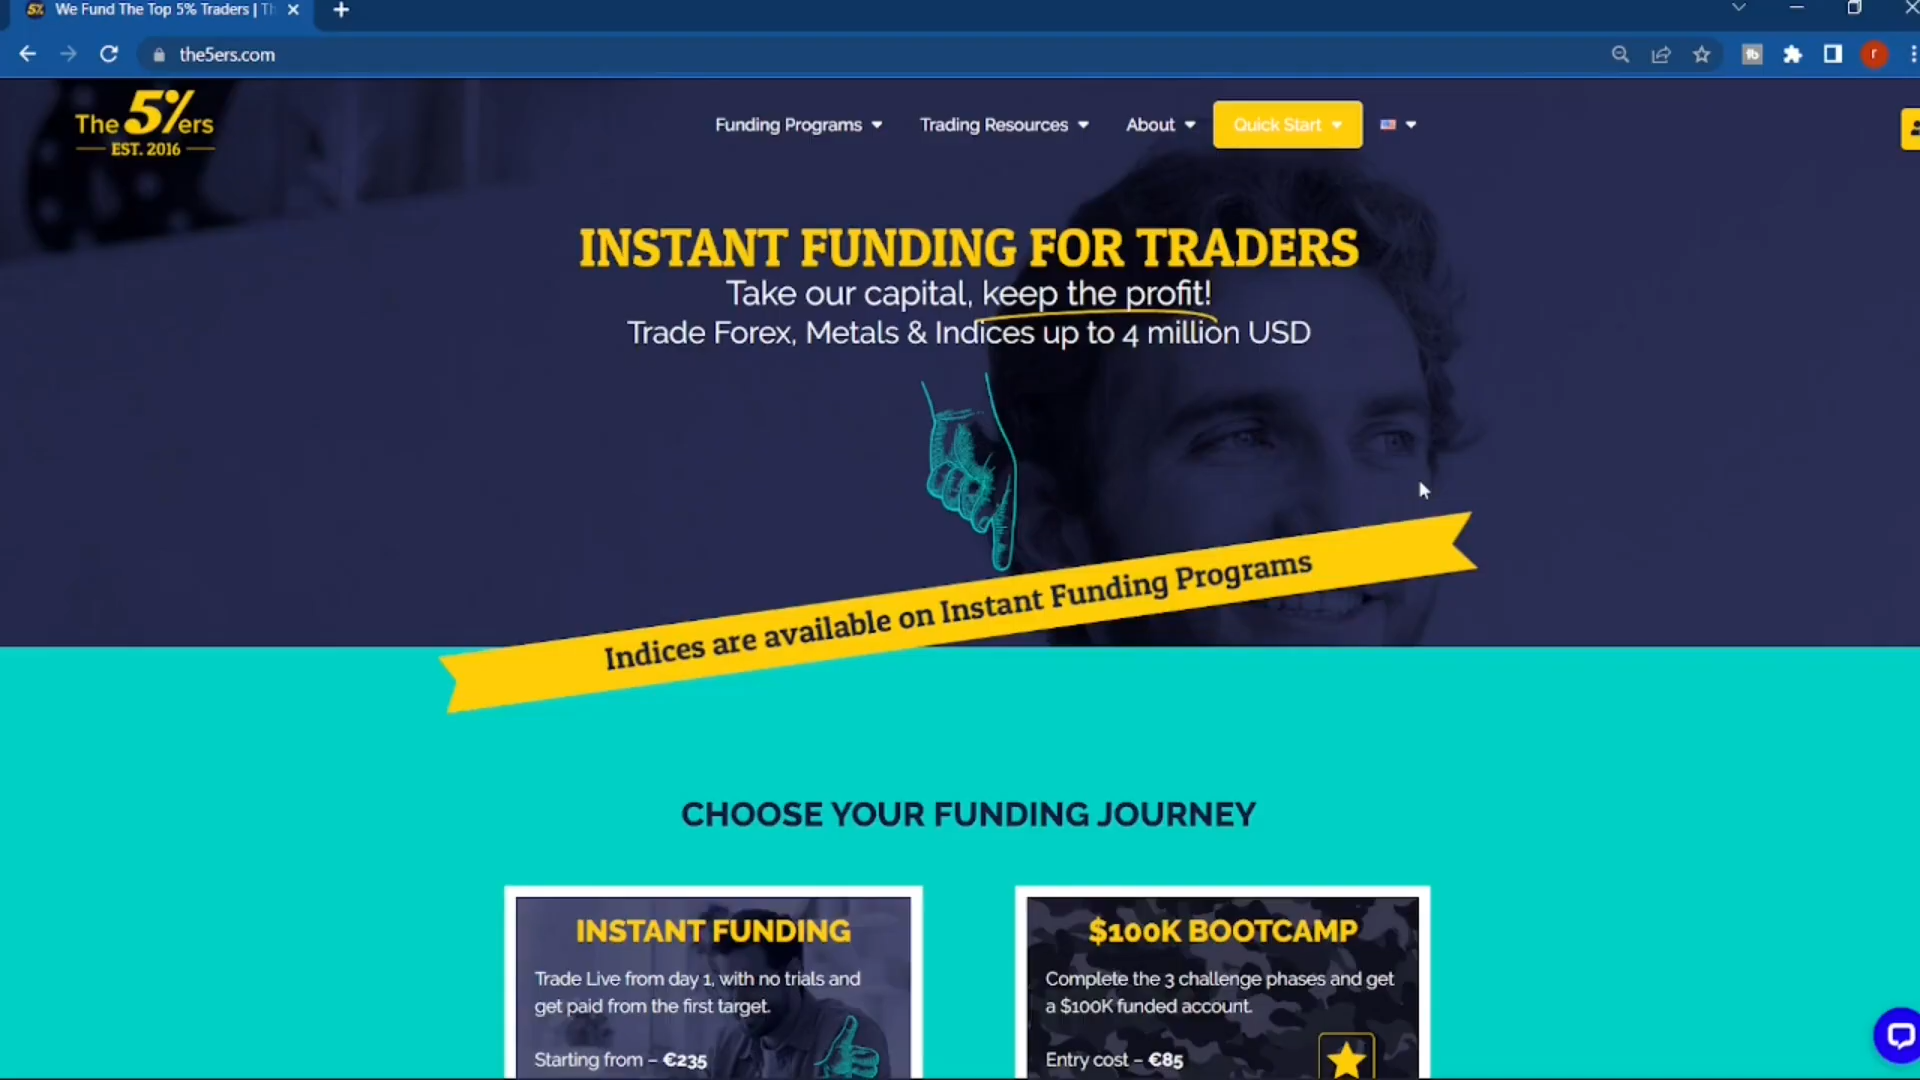 We Fund The Top 5% Traders | Th
the5ers.com
The 5%ers
EST. 2016
Funding Programs
Trading Resources
About
Quick Start
INSTANT FUNDING FOR TRADERS
Take our capital, keep the profit!
Trade Forex, Metals & Indices up to 4 million USD
Indices are available on Instant Funding Programs
CHOOSE YOUR FUNDING JOURNEY
INSTANT FUNDING
Trade Live from day 1, with no trials and
get paid from the first target.
Starting from – €235
$100K BOOTCAMP
Complete the 3 challenge phases and get
a $100K funded account.
Entry cost – €85